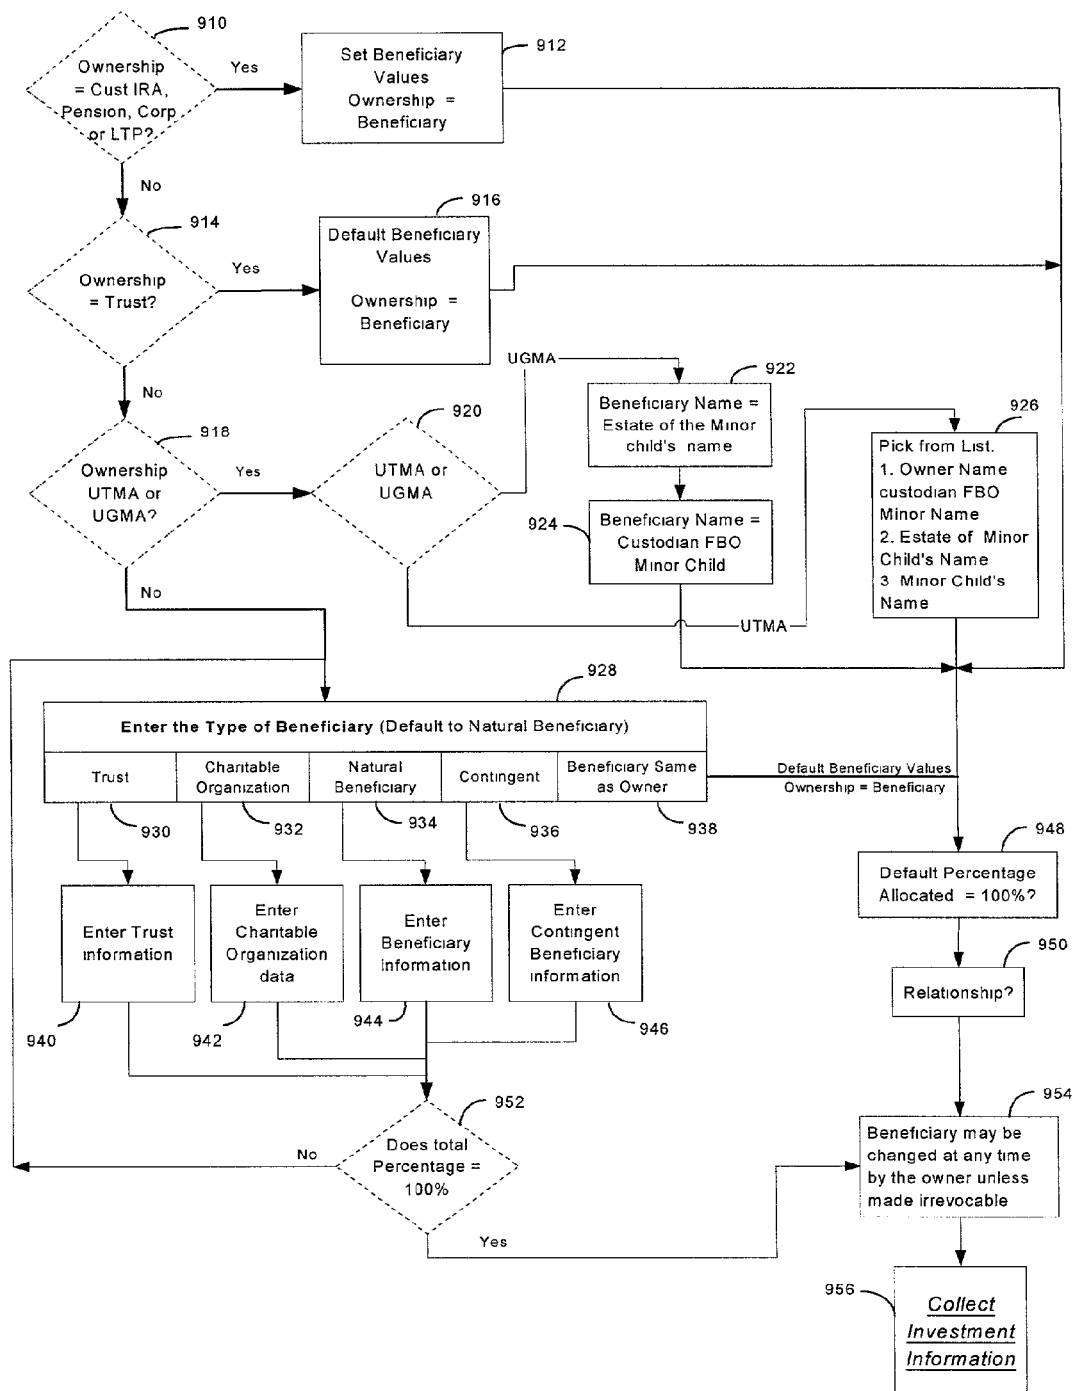 910
Ownership
= Cust IRA,
Pension, Corp
or LTP?
Yes
Set Beneficiary
Values
Ownership =
Beneficiary
912
No
914
Ownership
= Trust?
Yes
916
Default Beneficiary
Values
Ownership =
Beneficiary
No
918
Ownership
UTMA or
UGMA?
Yes
920
UTMA or
UGMA
UGMA
922
Beneficiary Name =
Estate of the Minor
child's name
924
Beneficiary Name =
Custodian FBO
Minor Child
926
Pick from List.
1. Owner Name
custodian FBO
Minor Name
2. Estate of Minor
Child's Name
3 Minor Child's
Name
UTMA
No
928
Enter the Type of Beneficiary (Default to Natural Beneficiary)
Trust
Charitable
Organization
Natural
Beneficiary
Contingent
Beneficiary Same
as Owner
Default Beneficiary Values
Ownership = Beneficiary
930
932
934
936
938
948
Default Percentage
Allocated = 100%?
Enter Trust
information
Enter
Charitable
Organization
data
Enter
Beneficiary
information
Enter
Contingent
Beneficiary
information
940
942
944
946
950
Relationship?
952
Does total
Percentage =
100%
No
Yes
954
Beneficiary may be
changed at any time
by the owner unless
made irrevocable
956
Collect
Investment
Information